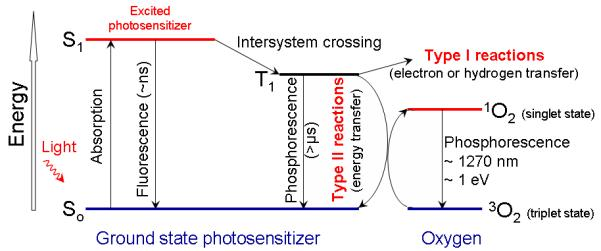 Excited
photosensitizer
S1
Intersystem crossing
T1
Type I reactions
(electron or hydrogen transfer)
Energy
Light
Absorption
Fluorescence (~ns)
Phosphorescence
(>μs)
Type II reactions
(energy transfer)
1O2 (singlet state)
Phosphorescence
~ 1270 nm
~ 1 eV
So
3O2 (triplet state)
Ground state photosensitizer
Oxygen